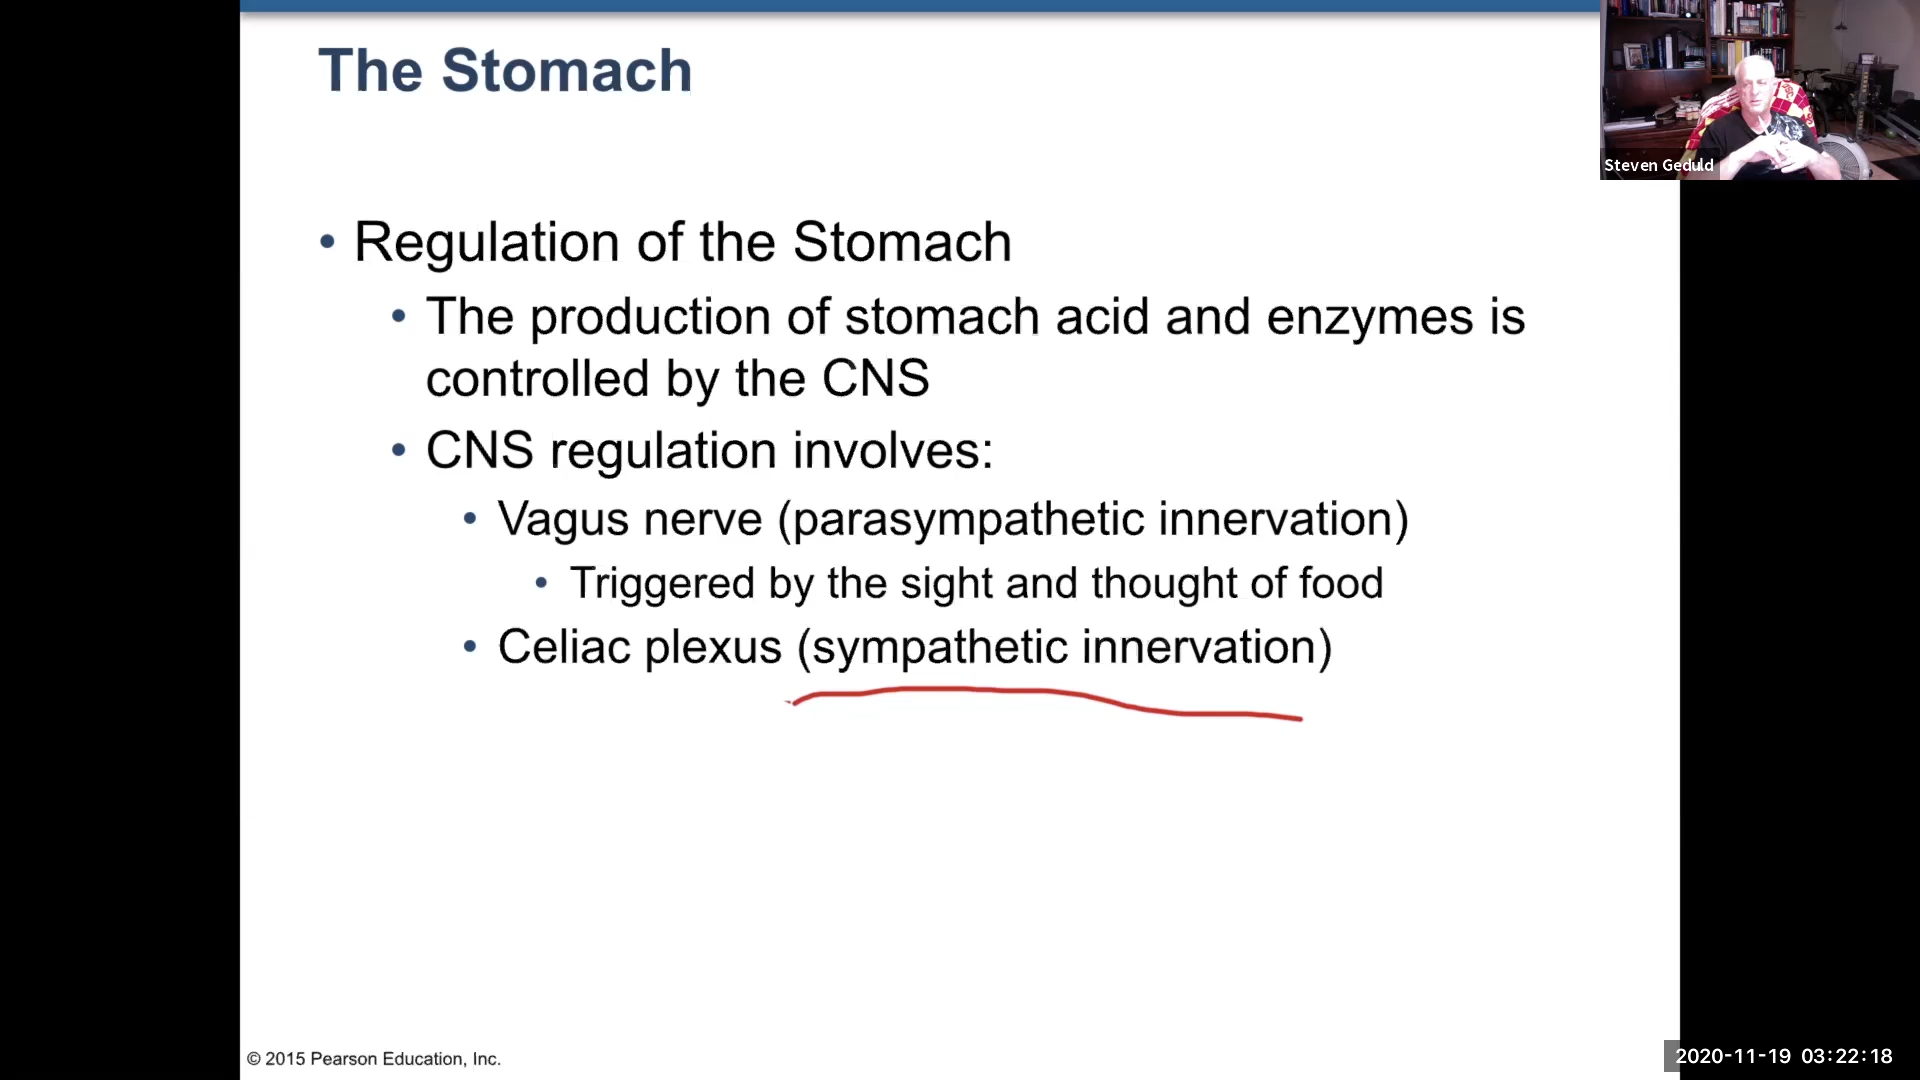 The Stomach
Steven Geduld
• Regulation of the Stomach
• The production of stomach acid and enzymes is
controlled by the CNS
• CNS regulation involves:
• Vagus nerve (parasympathetic innervation)
• Triggered by the sight and thought of food
• Celiac plexus (sympathetic innervation)
© 2015 Pearson Education, Inc.
2020-11-19 03:22:18